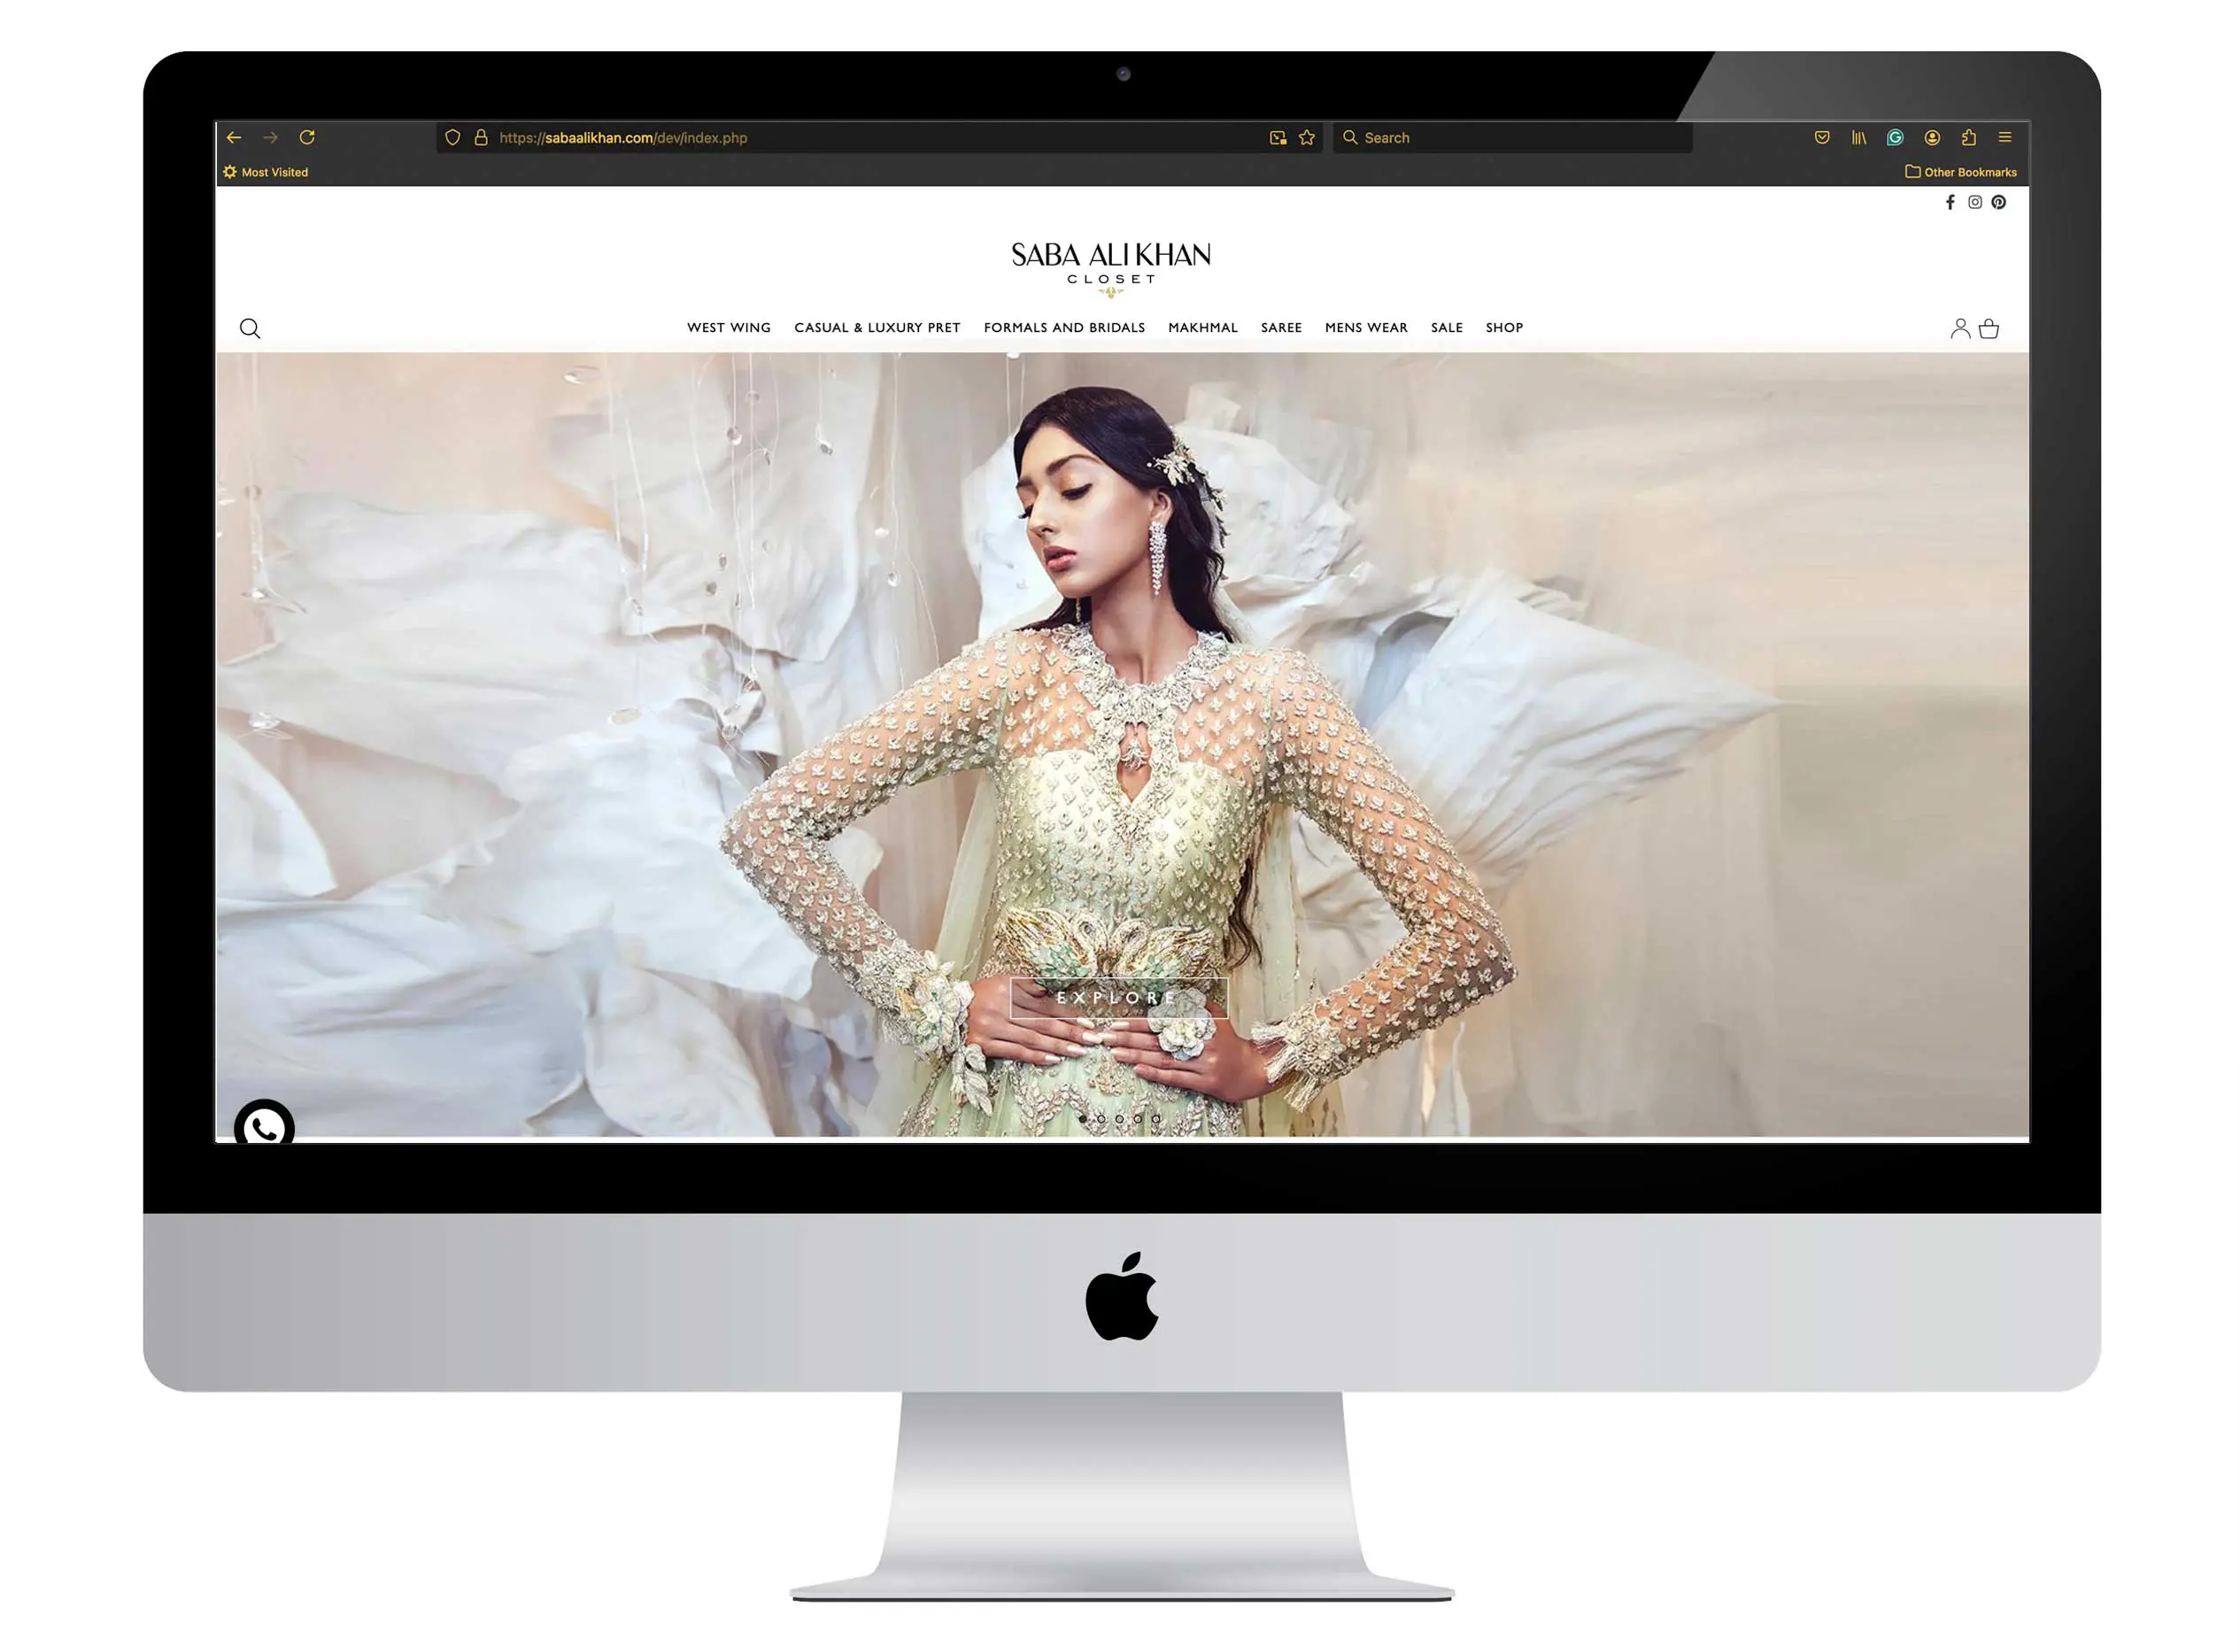 https://sabaalikhan.com/dev/index.php
Search
Most Visited
Other Bookmarks
SABA ALI KHAN
CLOSET
WEST WING CASUAL & LUXURY PRET FORMALS AND BRIDALS MAKHMAL SAREE MENS WEAR SALE SHOP
EXPLORE